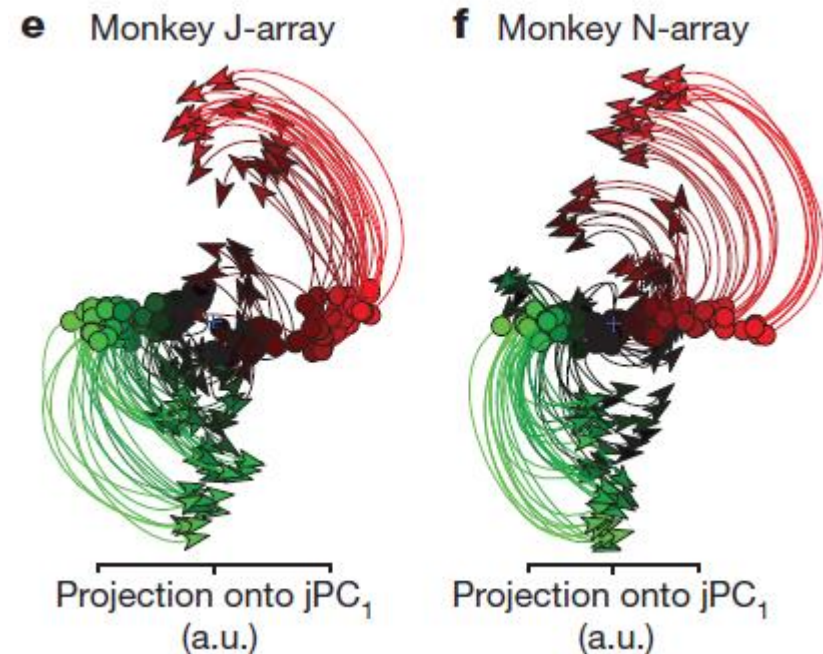 e Monkey J-array
f Monkey N-array
Projection onto jPC1
(a.u.)
Projection onto jPC1
(a.u.)